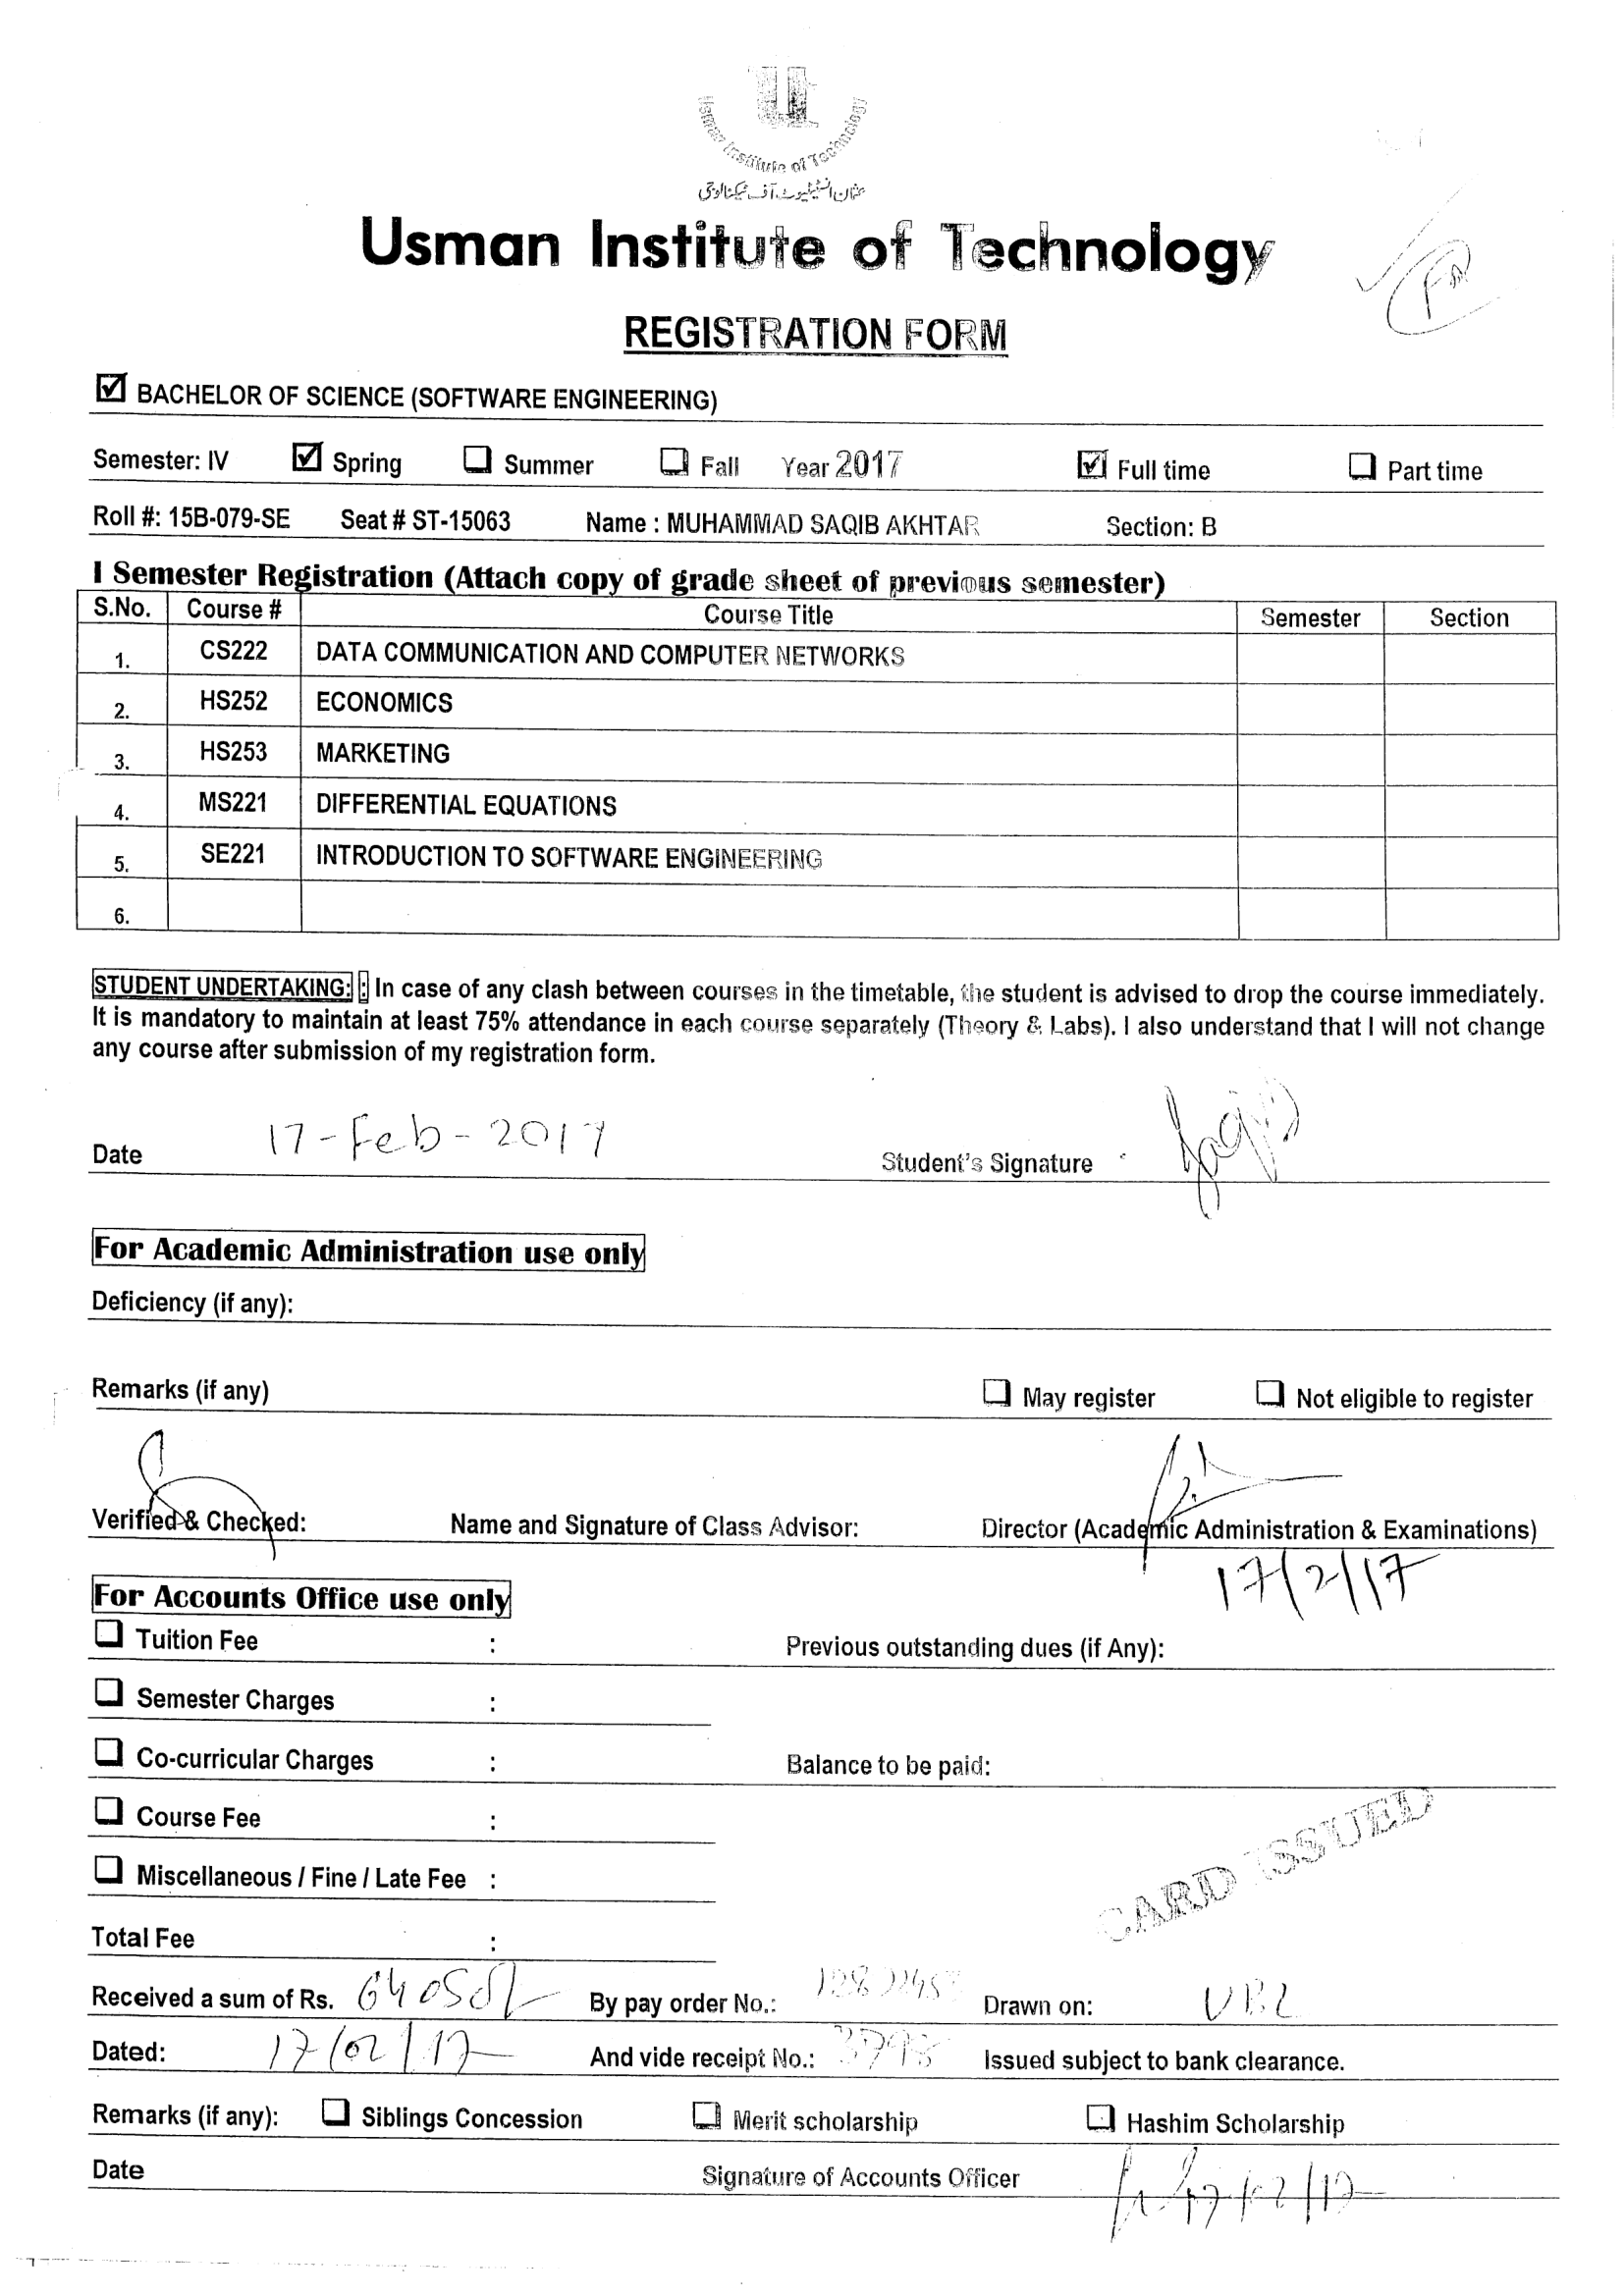 Usman Institute of Technology
عثمان انسٹیٹیوٹ آف ٹیکنالوجی
Usman Institute of Technology
REGISTRATION FORM
BACHELOR OF SCIENCE (SOFTWARE ENGINEERING)
Semester: IV Spring Summer Fall Year 2017 Full time Part time
Roll #: 15B-079-SE Seat # ST-15063 Name : MUHAMMAD SAQIB AKHTAR Section: B
I Semester Registration (Attach copy of grade sheet of previous semester)
S.No. Course # Course Title Semester Section
1. CS222 DATA COMMUNICATION AND COMPUTER NETWORKS
2. HS252 ECONOMICS
3. HS253 MARKETING
4. MS221 DIFFERENTIAL EQUATIONS
5. SE221 INTRODUCTION TO SOFTWARE ENGINEERING
6.
STUDENT UNDERTAKING: : In case of any clash between courses in the timetable, the student is advised to drop the course immediately.
It is mandatory to maintain at least 75% attendance in each course separately (Theory & Labs). I also understand that I will not change
any course after submission of my registration form.
Date 17-Feb-2017 Student's Signature Saqib
For Academic Administration use only
Deficiency (if any):
Remarks (if any) May register Not eligible to register
Verified & Checked: Name and Signature of Class Advisor: Director (Academic Administration & Examinations)
17/2/17
For Accounts Office use only
Tuition Fee : Previous outstanding dues (if Any):
Semester Charges :
Co-curricular Charges : Balance to be paid:
Course Fee :
Miscellaneous / Fine / Late Fee :
CARD ISSUED
Total Fee :
Received a sum of Rs. 64050/- By pay order No.: Drawn on: UBL
Dated: 17/02/17 And vide receipt No.: Issued subject to bank clearance.
Remarks (if any): Siblings Concession Merit scholarship Hashim Scholarship
Date Signature of Accounts Officer 17/02/17